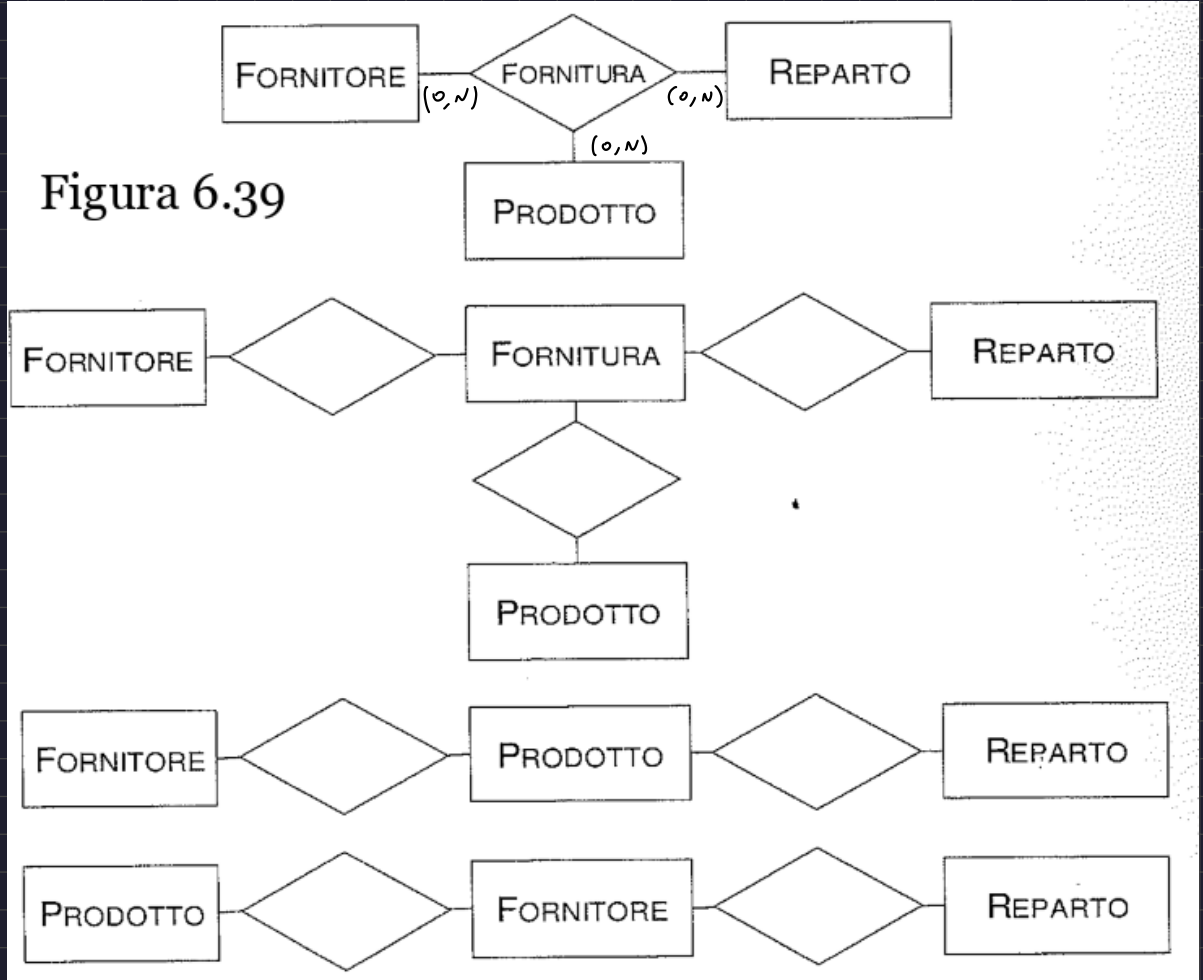 FORNITORE FORNITURA REPARTO
(0,N) (0,N)
(0,N)
PRODOTTO
Figura 6.39
FORNITORE FORNITURA REPARTO
PRODOTTO
FORNITORE PRODOTTO REPARTO
PRODOTTO FORNITORE REPARTO